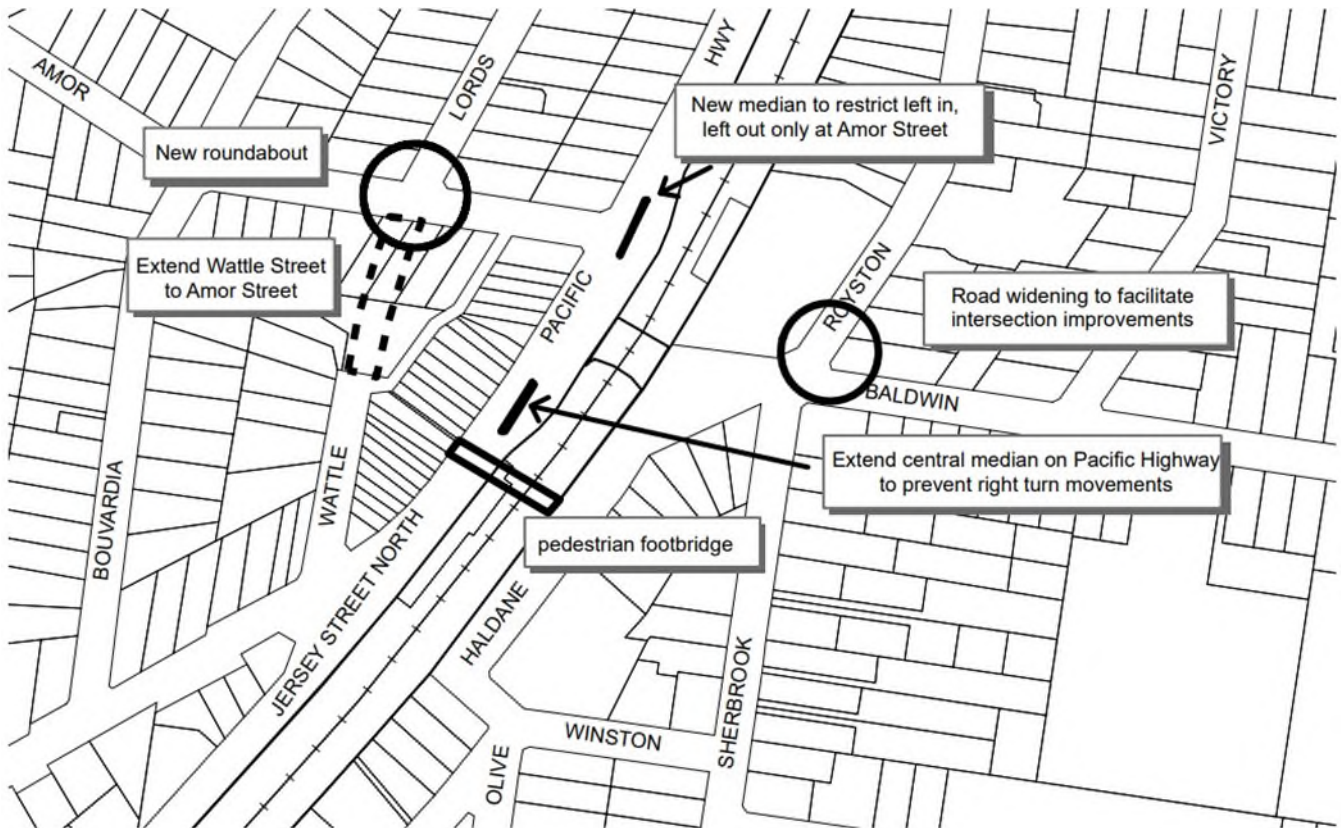 AMOR
LORDS
HWY
VICTORY
New median to restrict left in,
left out only at Amor Street
New roundabout
Extend Wattle Street
to Amor Street
PACIFIC
ROYSTON
Road widening to facilitate
intersection improvements
BALDWIN
Extend central median on Pacific Highway
to prevent right turn movements
BOUVARDIA
WATTLE
pedestrian footbridge
JERSEY STREET NORTH
HALDANE
SHERBROOK
WINSTON
OLIVE